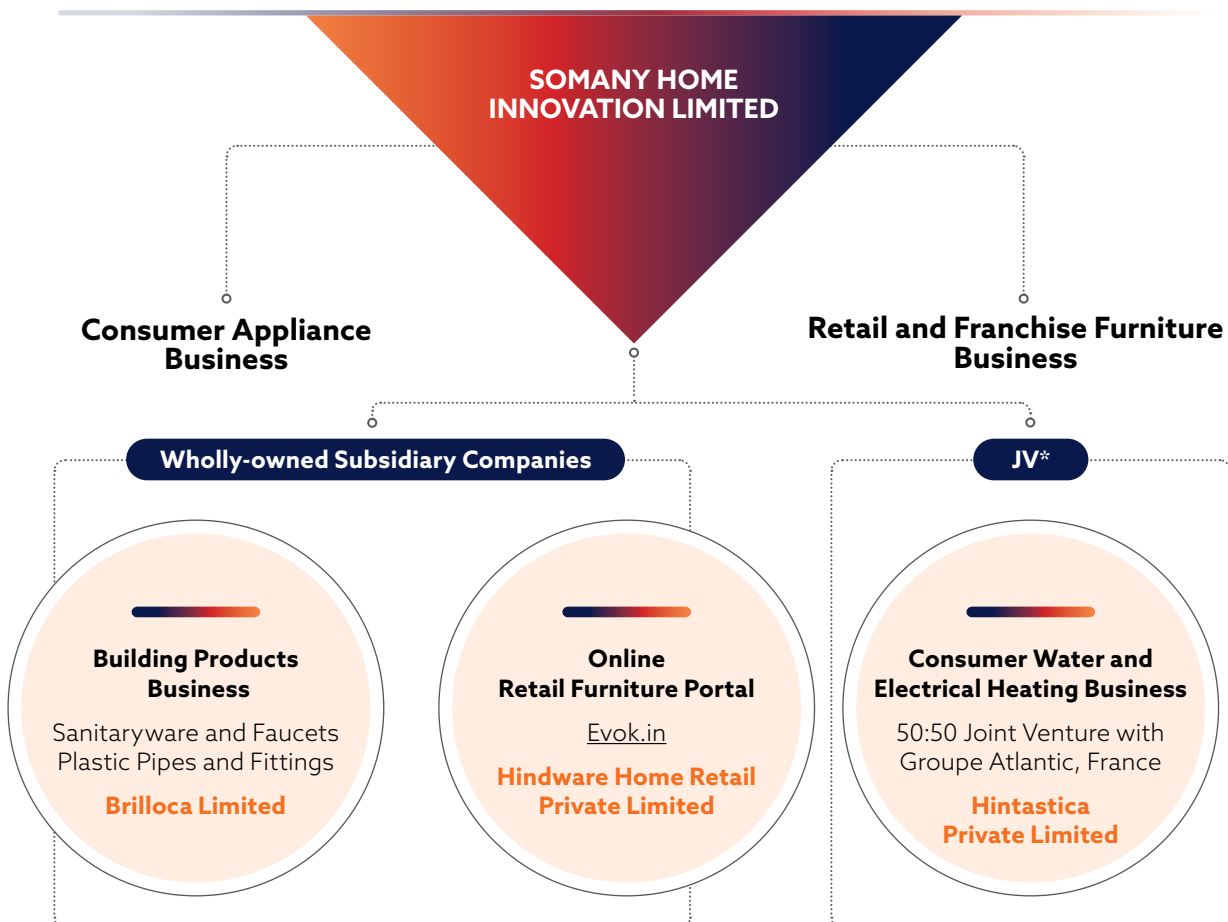 SOMANY HOME
INNOVATION LIMITED
Consumer Appliance
Business
Retail and Franchise Furniture
Business
Wholly-owned Subsidiary Companies
JV*
Building Products
Business
Sanitaryware and Faucets
Plastic Pipes and Fittings
Brilloca Limited
Online
Retail Furniture Portal
Evok.in
Hindware Home Retail
Private Limited
Consumer Water and
Electrical Heating Business
50:50 Joint Venture with
Groupe Atlantic, France
Hintastica
Private Limited